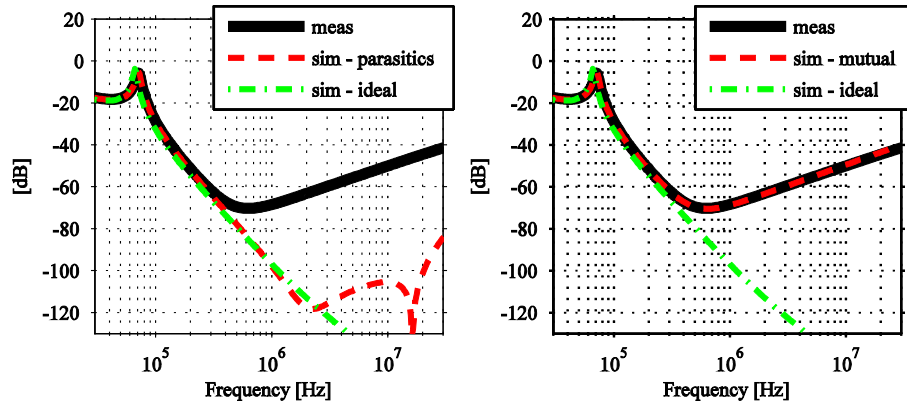 meas
sim - parasitics
sim - ideal
20
0
-20
-40
-60
-80
-100
-120
[dB]
10^5
10^6
10^7
Frequency [Hz]
meas
sim - mutual
sim - ideal
20
0
-20
-40
-60
-80
-100
-120
[dB]
10^5
10^6
10^7
Frequency [Hz]